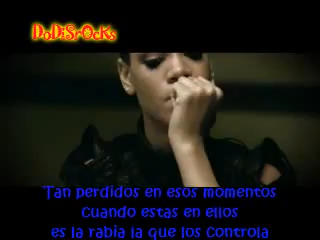 DoDiSrOcKs
Tan perdidos en esos momentos
cuando estas en ellos
es la rabia la que los controla